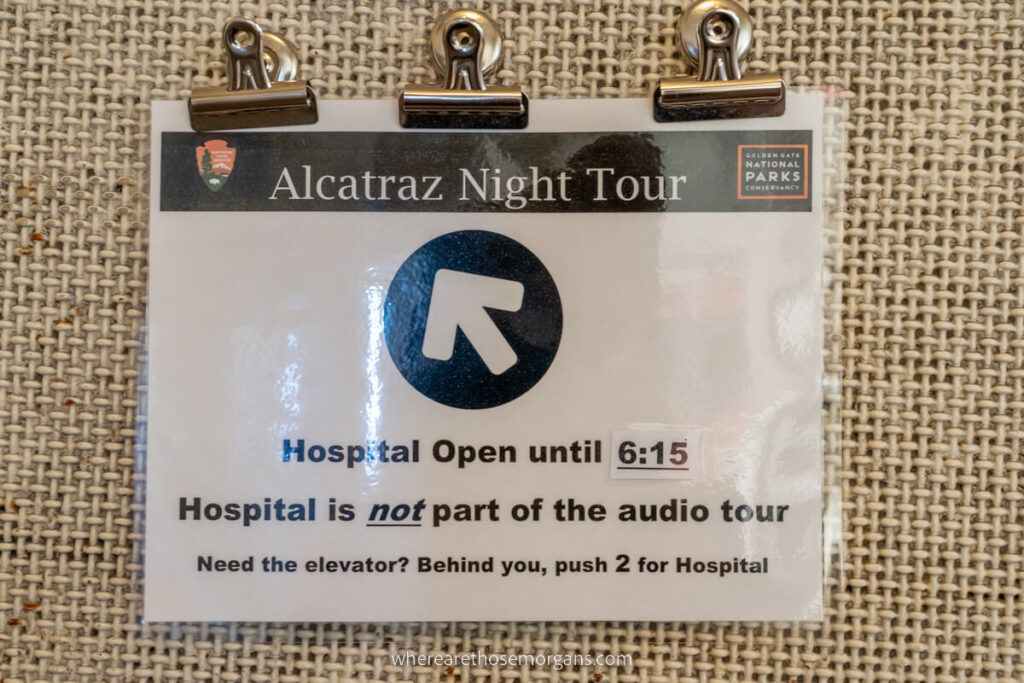 Alcatraz Night Tour
GOLDEN GATE
NATIONAL
PARKS
CONSERVANCY
Hospital Open until 6:15
Hospital is not part of the audio tour
Need the elevator? Behind you, push 2 for Hospital
wherearethosemorgans.com